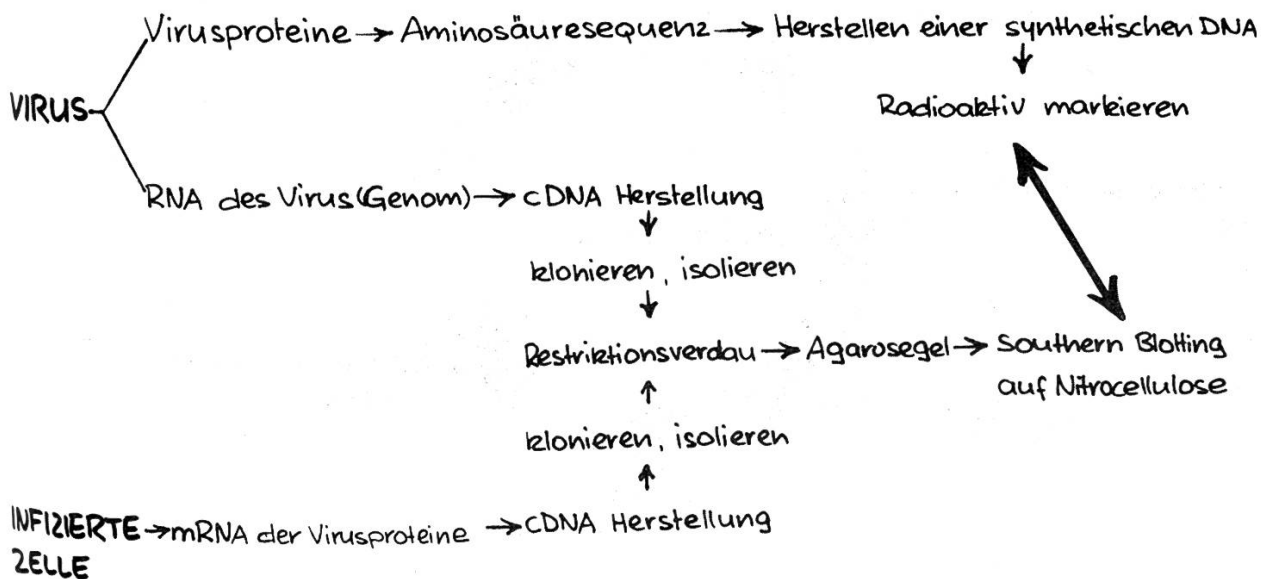 Virusproteine → Aminosäuresequenz → Herstellen einer synthetischen DNA
VIRUS
Radioaktiv markieren
RNA des Virus (Genom) → cDNA Herstellung
klonieren, isolieren
Restriktionsverdau → Agarosegel → Southern Blotting
auf Nitrocellulose
klonieren, isolieren
INFIZIERTE → mRNA der Virusproteine → cDNA Herstellung
ZELLE